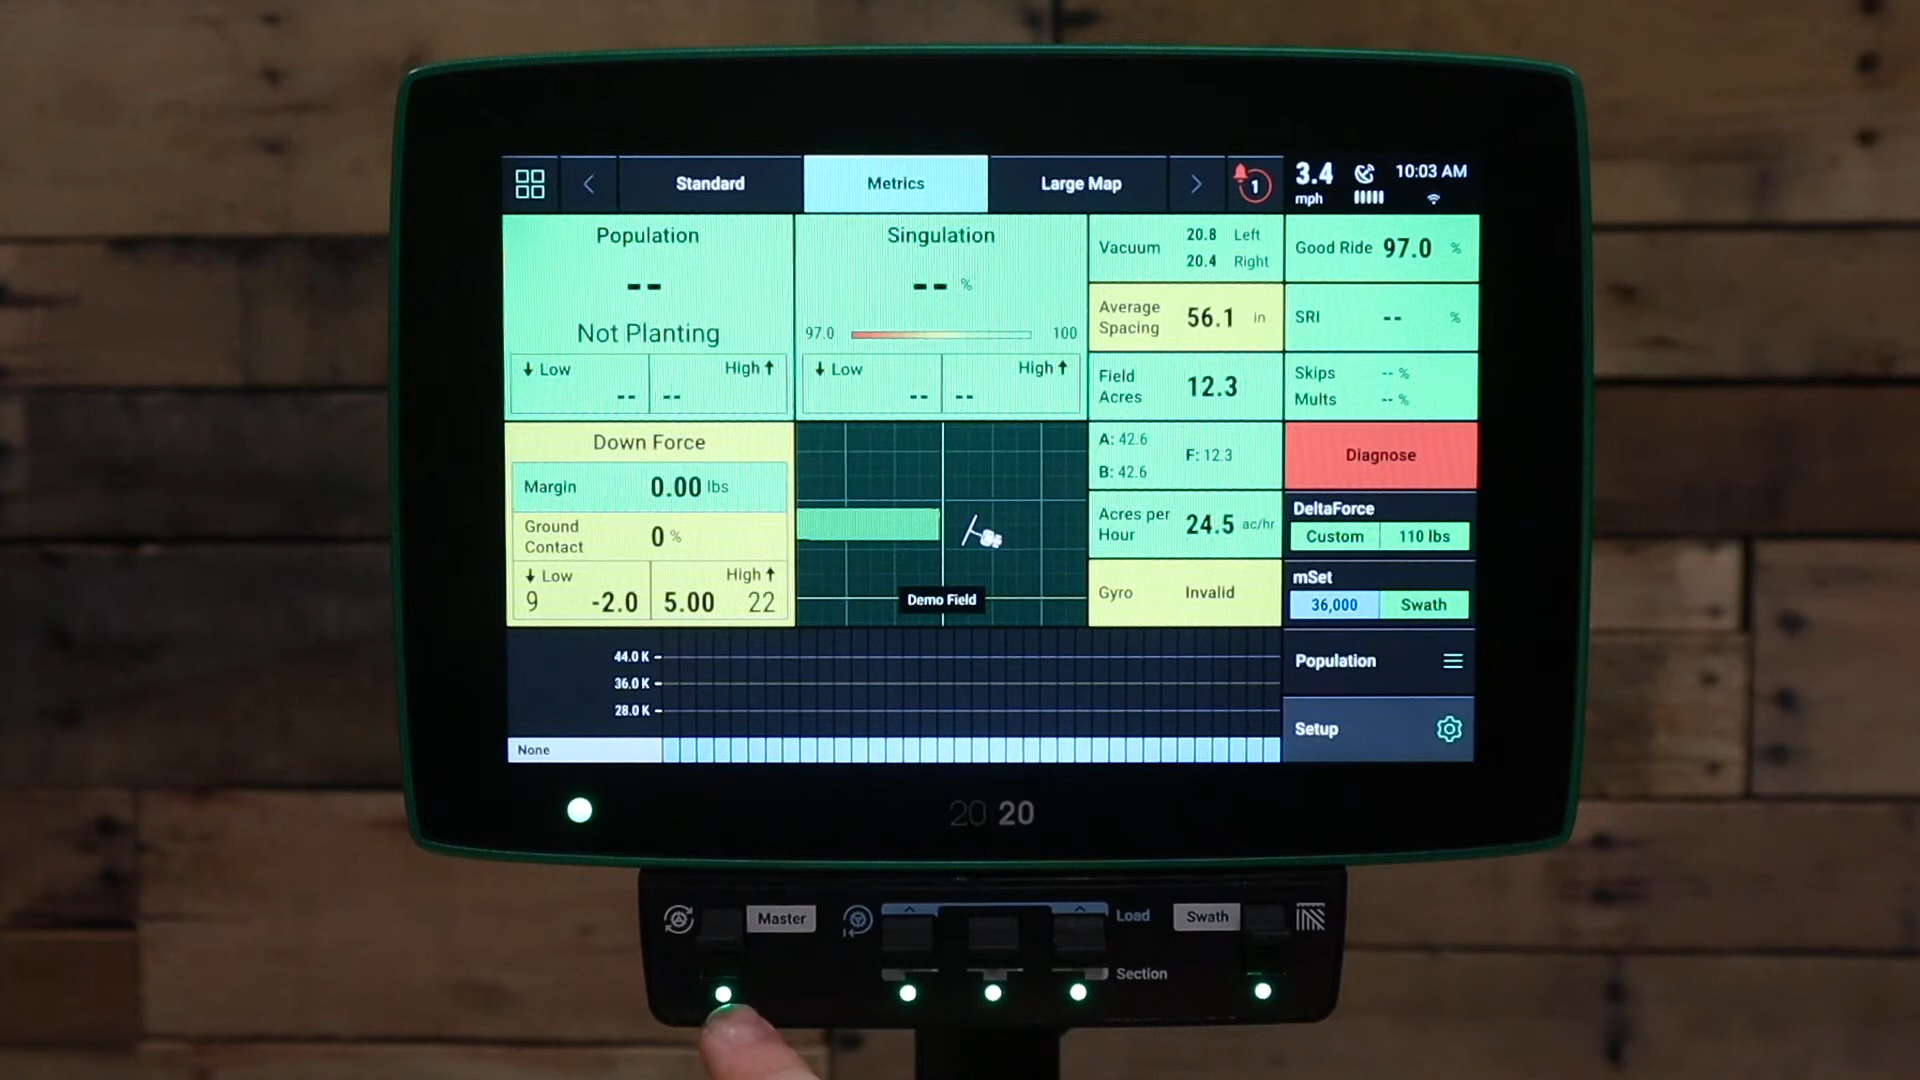 Standard
Metrics
Large Map
1
3.4
mph
10:03 AM
Population
--
Not Planting
Low
--
High
--
Singulation
-- %
97.0
100
Low
--
High
--
Vacuum
20.8 Left
20.4 Right
Average
Spacing
56.1 in
Field
Acres
12.3
A: 42.6
B: 42.6
F: 12.3
Acres per
Hour
24.5 ac/hr
Gyro
Invalid
Good Ride 97.0 %
SRI -- %
Skips -- %
Mults -- %
Diagnose
DeltaForce
Custom
110 lbs
mSet
36,000
Swath
Population
Setup
Down Force
Margin 0.00 lbs
Ground
Contact
0 %
Low
9 -2.0
High
5.00 22
Demo Field
44.0 K
36.0 K
28.0 K
None
20 20
Master
Load
Section
Swath